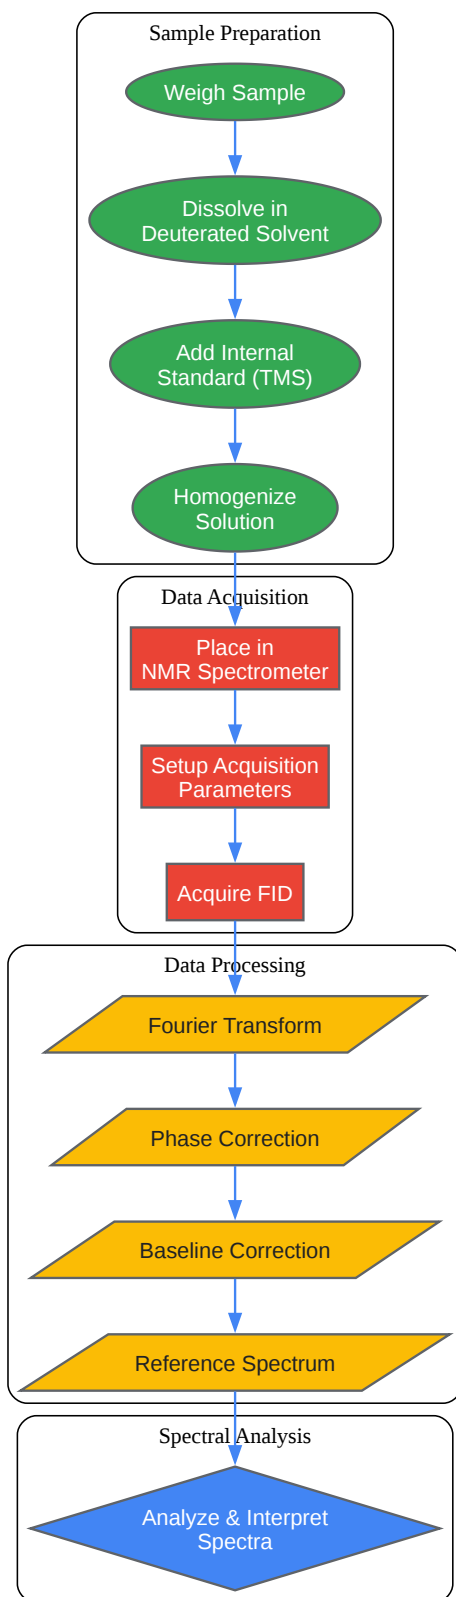 Sample Preparation
Weigh Sample
Dissolve in
Deuterated Solvent
Add Internal
Standard (TMS)
Homogenize
Solution
Data Acquisition
Place in
NMR Spectrometer
Setup Acquisition
Parameters
Acquire FID
Data Processing
Fourier Transform
Phase Correction
Baseline Correction
Reference Spectrum
Spectral Analysis
Analyze & Interpret
Spectra